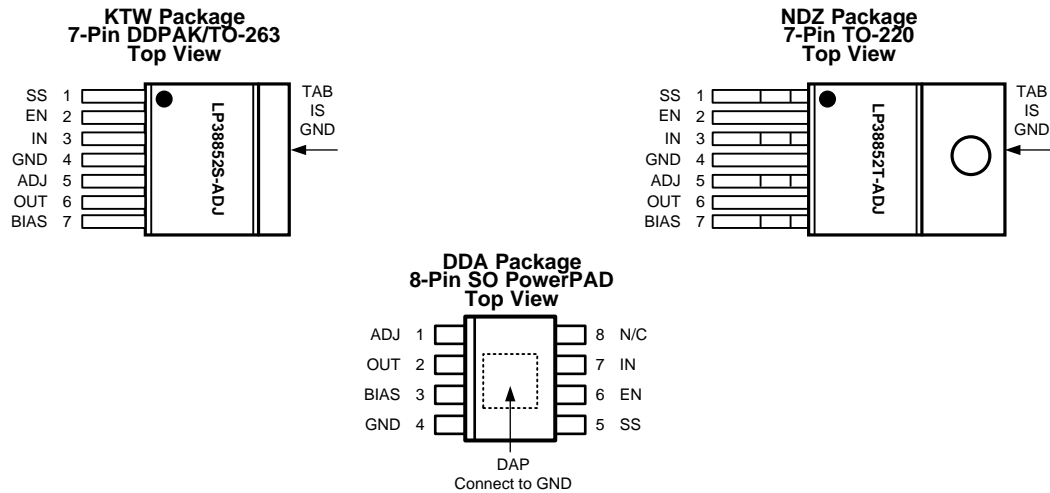 KTW Package
7-Pin DDPAK/TO-263
Top View
SS 1
EN 2
IN 3
GND 4
ADJ 5
OUT 6
BIAS 7
LP38852S-ADJ
TAB
IS
GND
NDZ Package
7-Pin TO-220
Top View
SS 1
EN 2
IN 3
GND 4
ADJ 5
OUT 6
BIAS 7
LP38852T-ADJ
TAB
IS
GND
DDA Package
8-Pin SO PowerPAD
Top View
ADJ 1
OUT 2
BIAS 3
GND 4
8 N/C
7 IN
6 EN
5 SS
DAP
Connect to GND